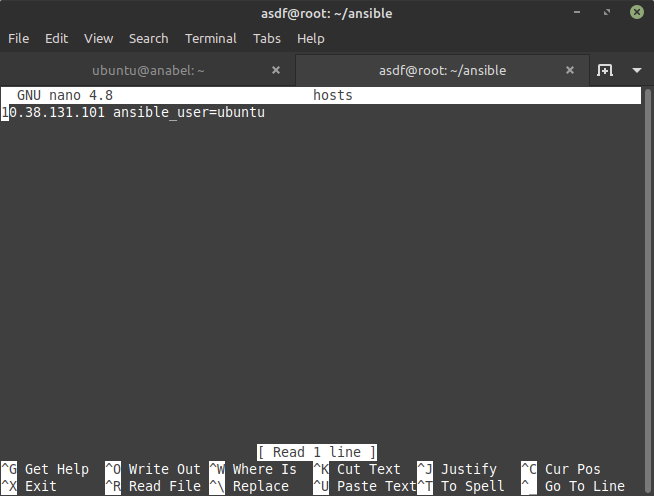 asdf@root: ~/ansible
File Edit View Search Terminal Tabs Help
ubuntu@anabel: ~ asdf@root: ~/ansible
GNU nano 4.8 hosts
10.38.131.101 ansible_user=ubuntu
[ Read 1 line ]
^G Get Help ^O Write Out ^W Where Is ^K Cut Text ^J Justify ^C Cur Pos
^X Exit ^R Read File ^\ Replace ^U Paste Text ^T To Spell ^_ Go To Line